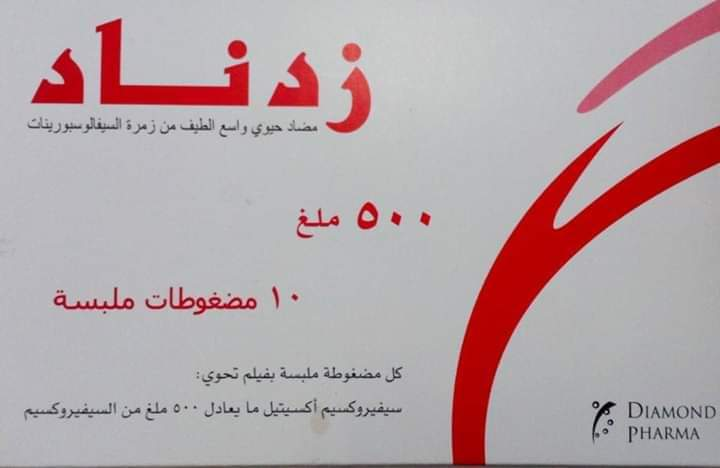 زدناد
مضاد حيوي واسع الطيف من زمرة السيفالوسبورينات
٥٠٠ ملغ
١٠ مضغوطات ملبسة
كل مضغوطة ملبسة بفيلم تحوي:
سيفيروكسيم أكسيتيل ما يعادل ٥٠٠ ملغ من السيفيروكسيم
DIAMOND
PHARMA